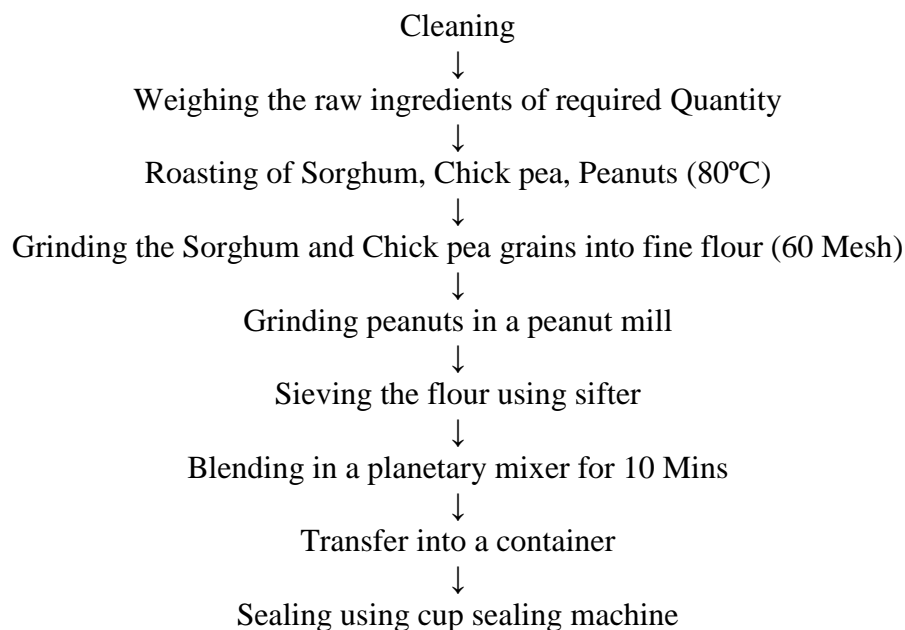 Cleaning
↓
Weighing the raw ingredients of required Quantity
↓
Roasting of Sorghum, Chick pea, Peanuts (80ºC)
↓
Grinding the Sorghum and Chick pea grains into fine flour (60 Mesh)
↓
Grinding peanuts in a peanut mill
↓
Sieving the flour using sifter
↓
Blending in a planetary mixer for 10 Mins
↓
Transfer into a container
↓
Sealing using cup sealing machine